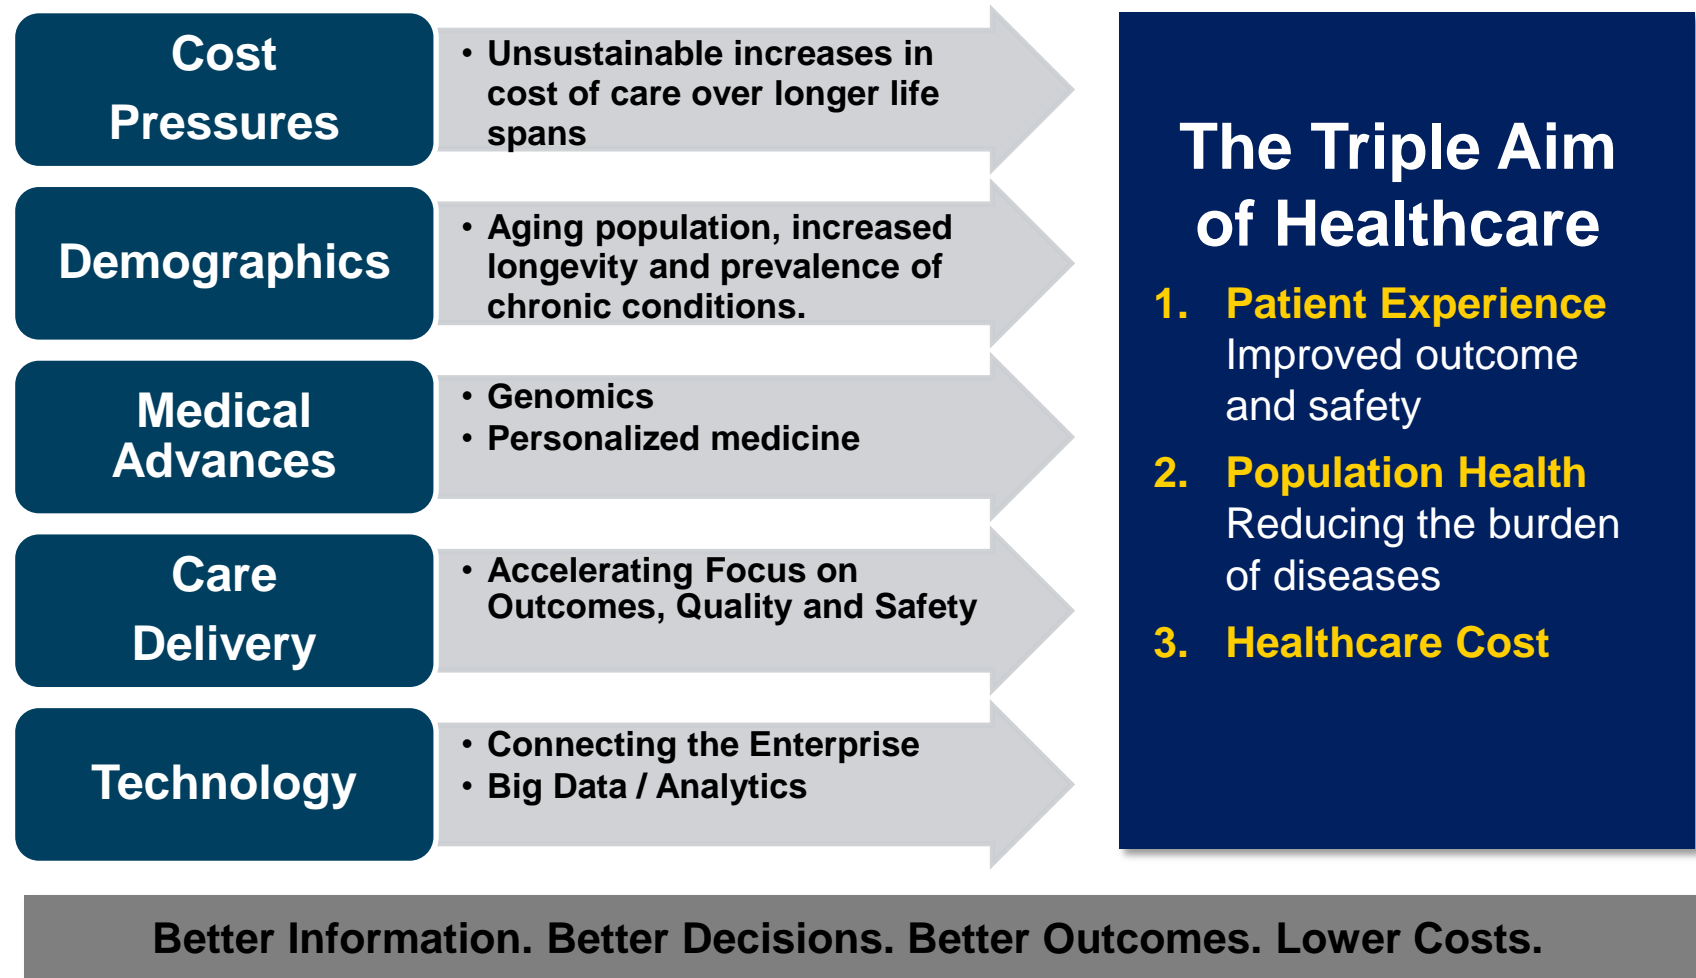 Cost
Pressures
• Unsustainable increases in
cost of care over longer life
spans
Demographics
• Aging population, increased
longevity and prevalence of
chronic conditions.
Medical
Advances
• Genomics
• Personalized medicine
Care
Delivery
• Accelerating Focus on
Outcomes, Quality and Safety
Technology
• Connecting the Enterprise
• Big Data / Analytics
The Triple Aim
of Healthcare
1. Patient Experience
Improved outcome
and safety
2. Population Health
Reducing the burden
of diseases
3. Healthcare Cost
Better Information. Better Decisions. Better Outcomes. Lower Costs.